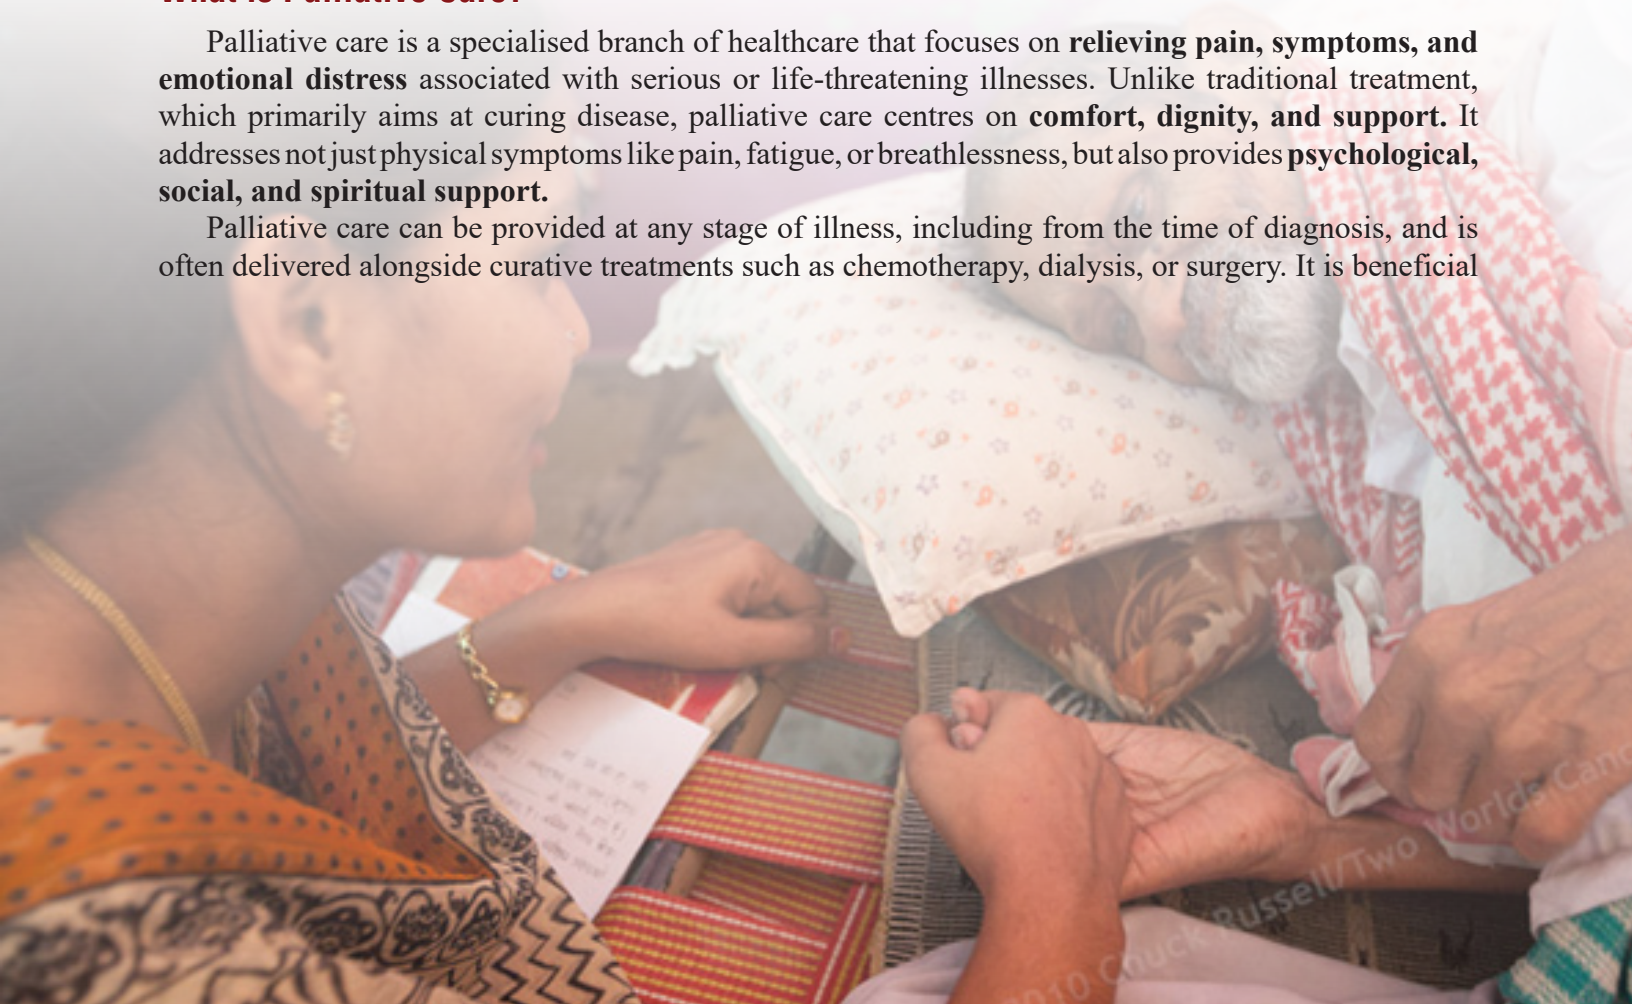 What is Palliative Care?
Palliative care is a specialised branch of healthcare that focuses on relieving pain, symptoms, and
emotional distress associated with serious or life-threatening illnesses. Unlike traditional treatment,
which primarily aims at curing disease, palliative care centres on comfort, dignity, and support. It
addresses not just physical symptoms like pain, fatigue, or breathlessness, but also provides psychological,
social, and spiritual support.
Palliative care can be provided at any stage of illness, including from the time of diagnosis, and is
often delivered alongside curative treatments such as chemotherapy, dialysis, or surgery. It is beneficial
2010 Chuck Russell/Two Worlds Canc